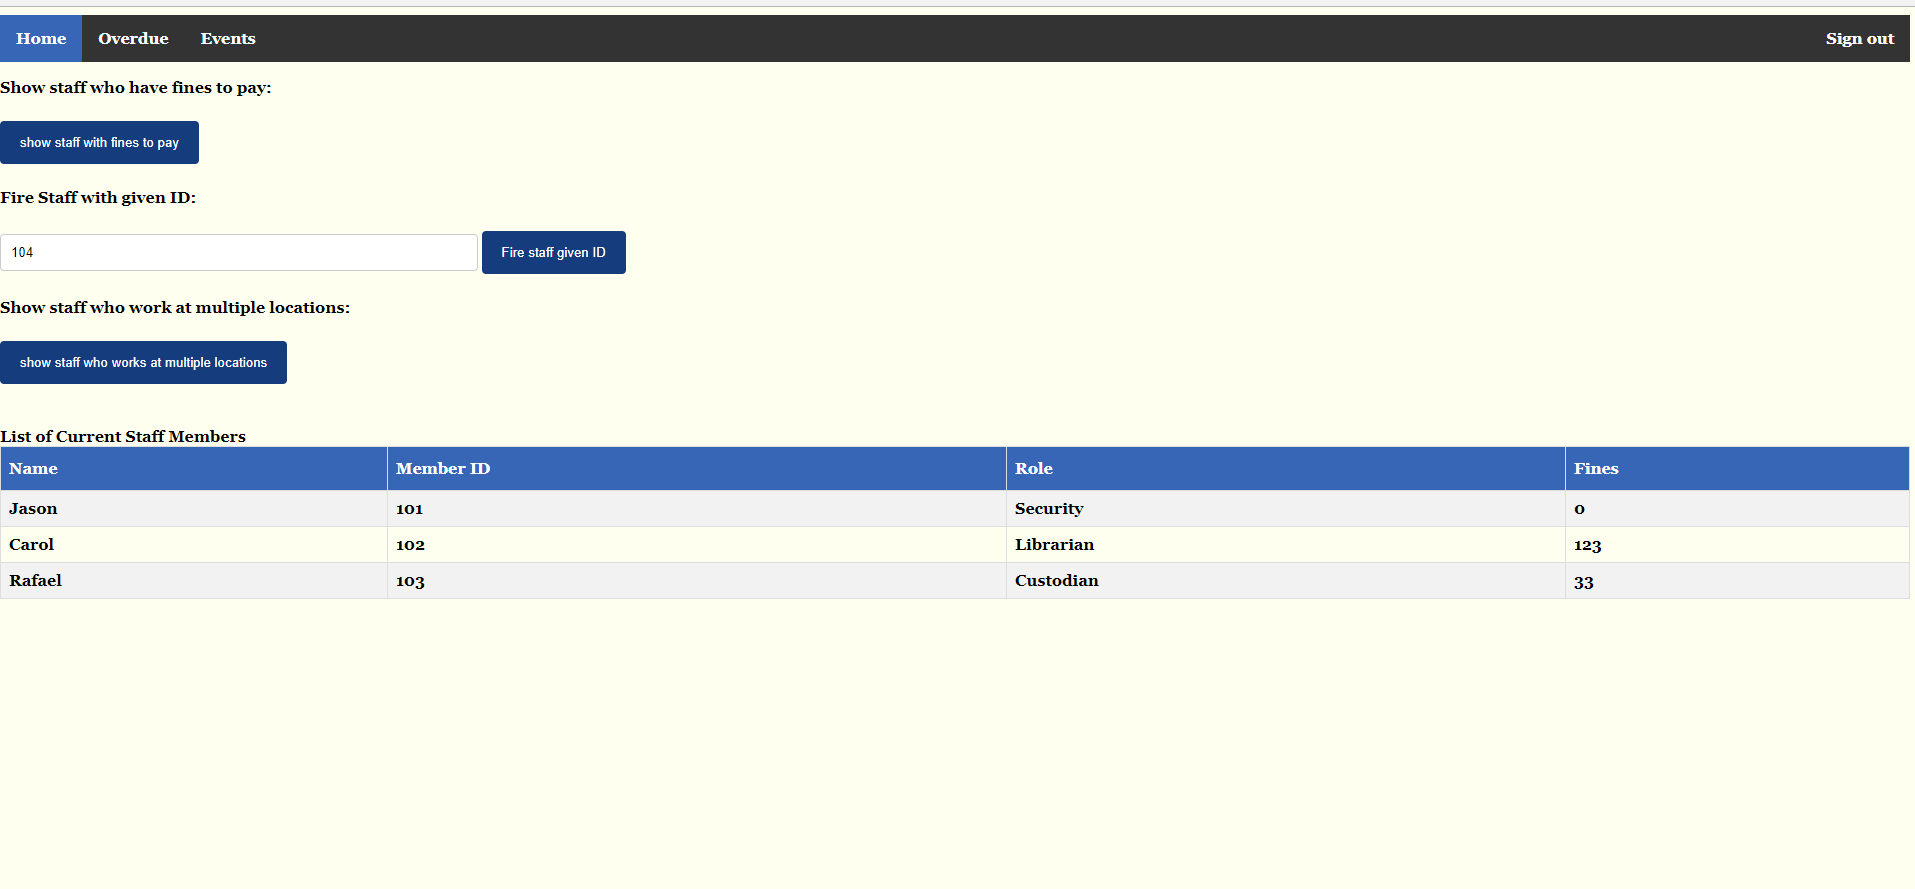 Home Overdue Events Sign out
Show staff who have fines to pay:
show staff with fines to pay
Fire Staff with given ID:
104 Fire staff given ID
Show staff who work at multiple locations:
show staff who works at multiple locations
List of Current Staff Members
Name Member ID Role Fines
Jason 101 Security 0
Carol 102 Librarian 123
Rafael 103 Custodian 33